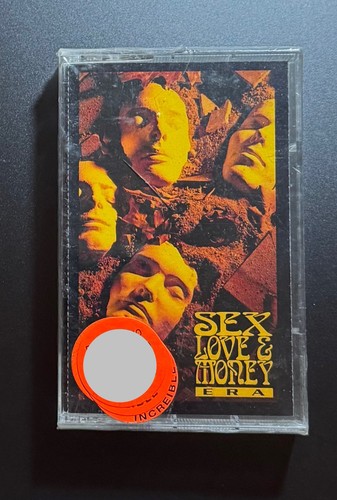 SEX
LOVE &
MONEY
ERA
INCREIBLE